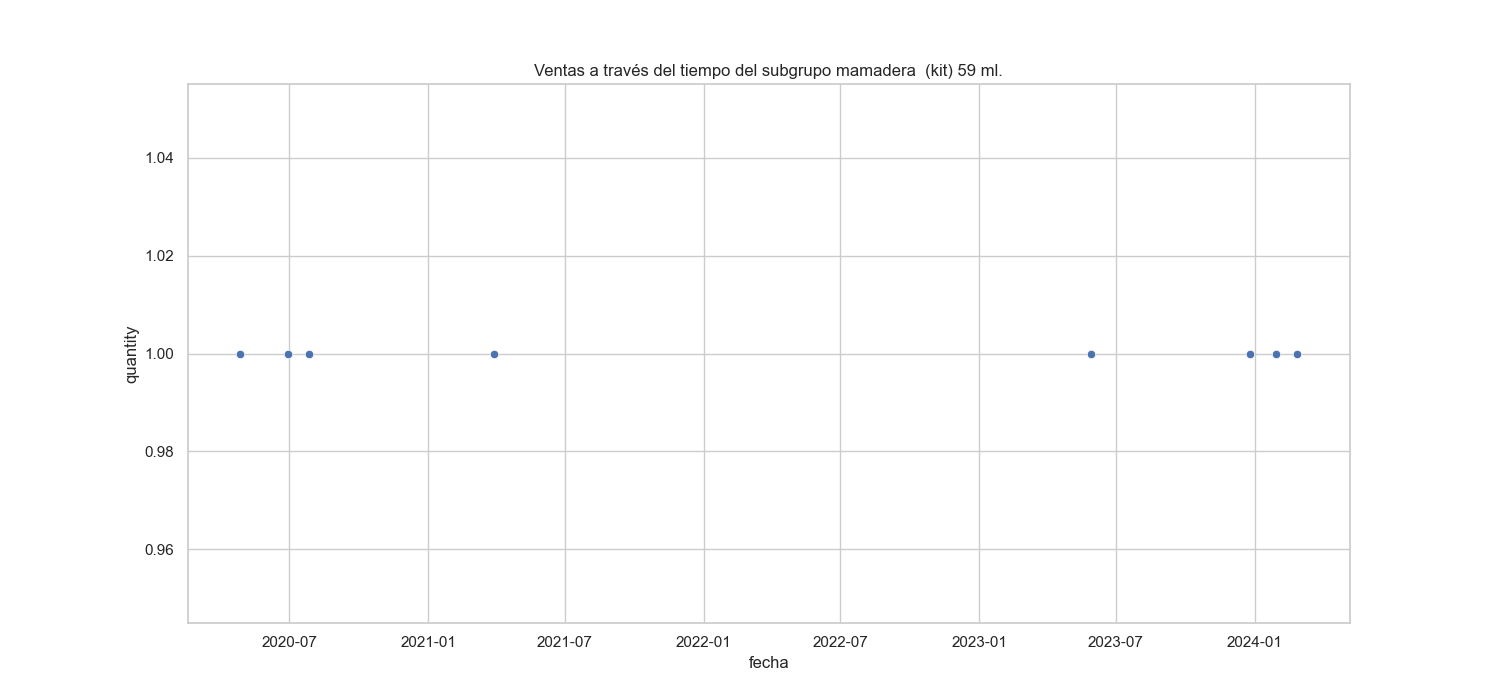 Ventas a través del tiempo del subgrupo mamadera  (kit) 59 ml.
1.04
1.02
1.00
0.98
0.96
quantity
2020-07 2021-01 2021-07 2022-01 2022-07 2023-01 2023-07 2024-01
fecha